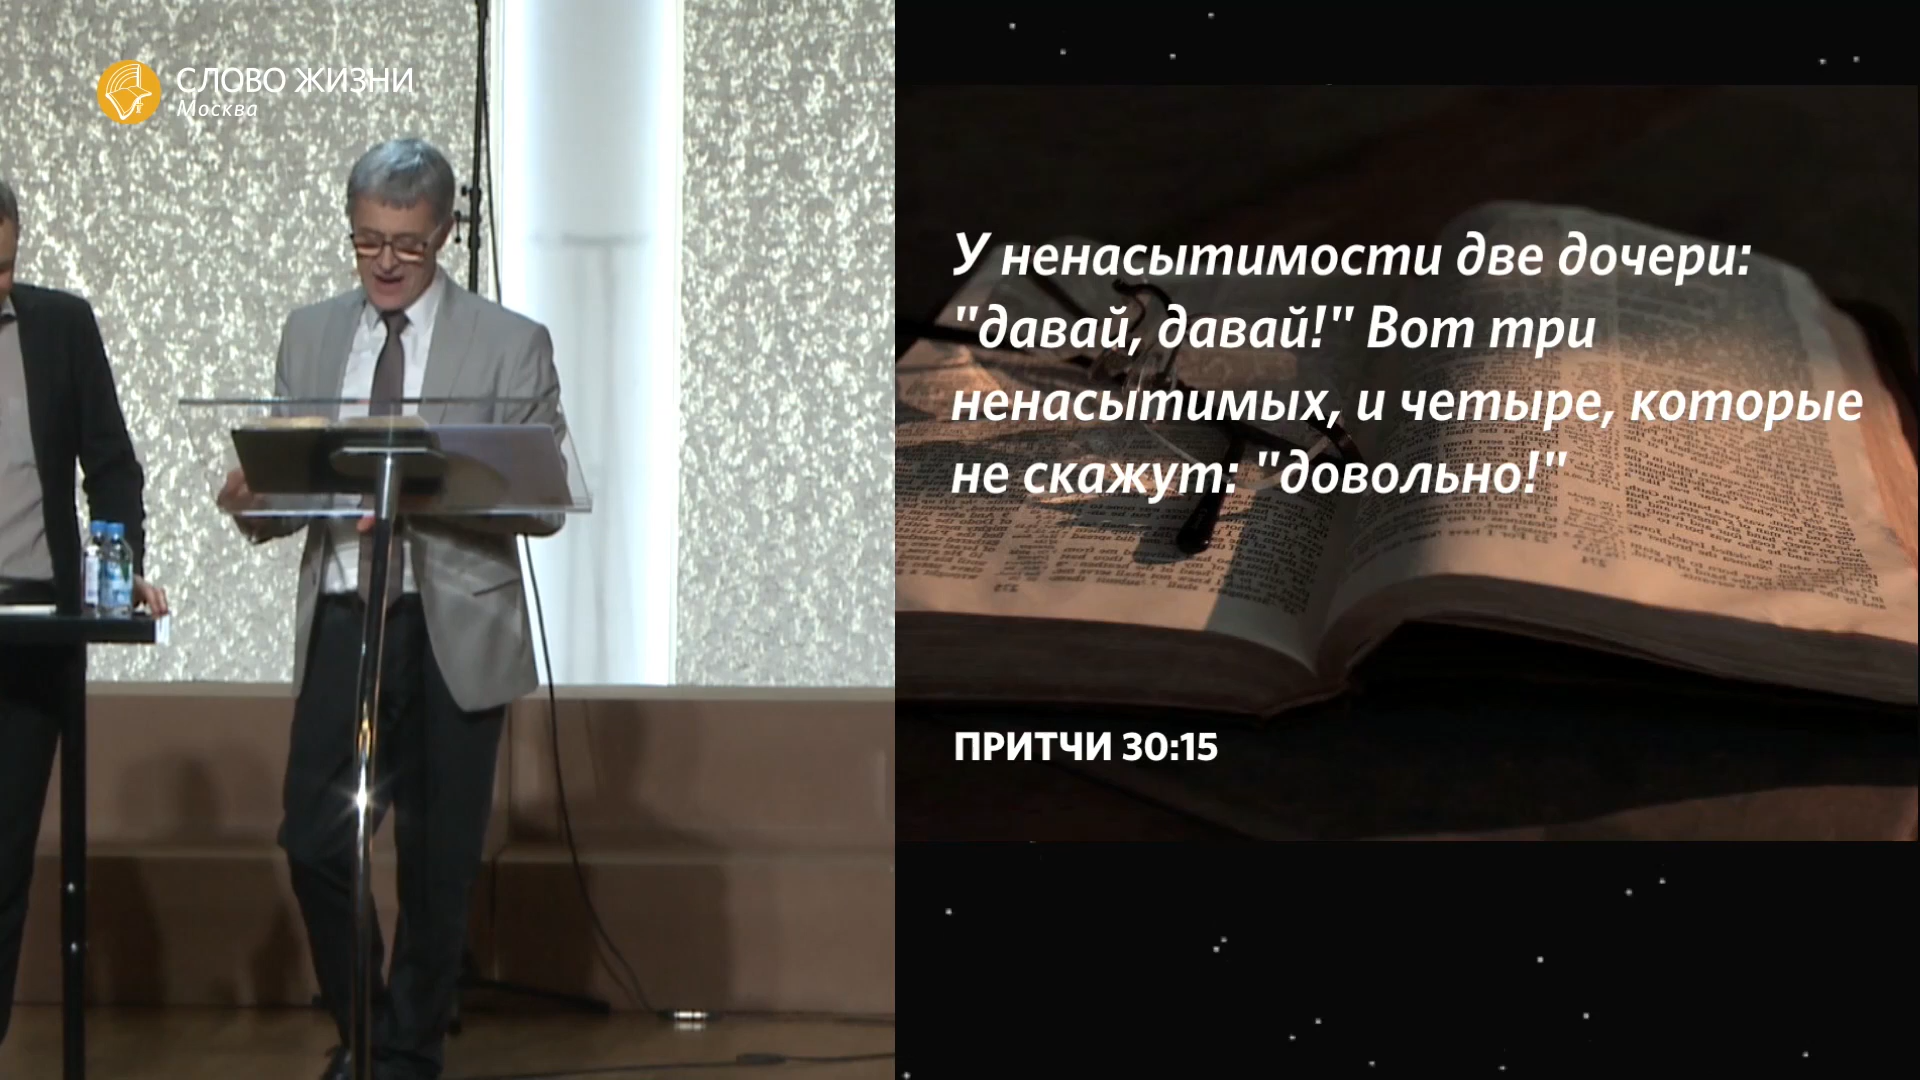 СЛОВО ЖИЗНИ
Москва
У ненасытимости две дочери:
"давай, давай!" Вот три
ненасытимых, и четыре, которые
не скажут: "довольно!"
ПРИТЧИ 30:15